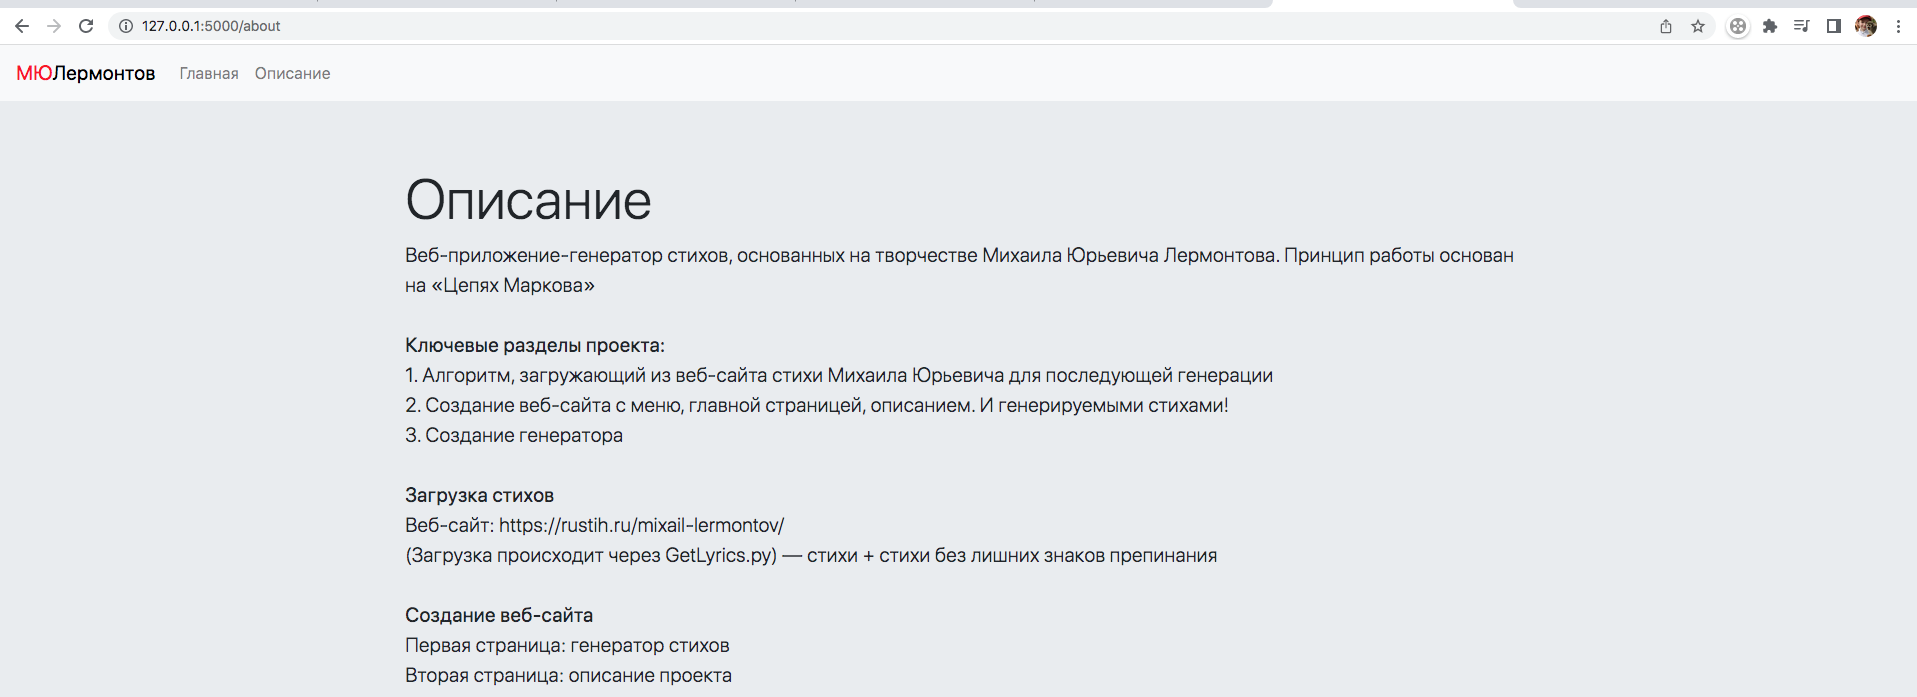 127.0.0.1:5000/about
МЮЛермонтов Главная Описание
Описание
Веб-приложение-генератор стихов, основанных на творчестве Михаила Юрьевича Лермонтова. Принцип работы основан
на «Цепях Маркова»
Ключевые разделы проекта:
1. Алгоритм, загружающий из веб-сайта стихи Михаила Юрьевича для последующей генерации
2. Создание веб-сайта с меню, главной страницей, описанием. И генерируемыми стихами!
3. Создание генератора
Загрузка стихов
Веб-сайт: https://rustih.ru/mixail-lermontov/
(Загрузка происходит через GetLyrics.py) — стихи + стихи без лишних знаков препинания
Создание веб-сайта
Первая страница: генератор стихов
Вторая страница: описание проекта